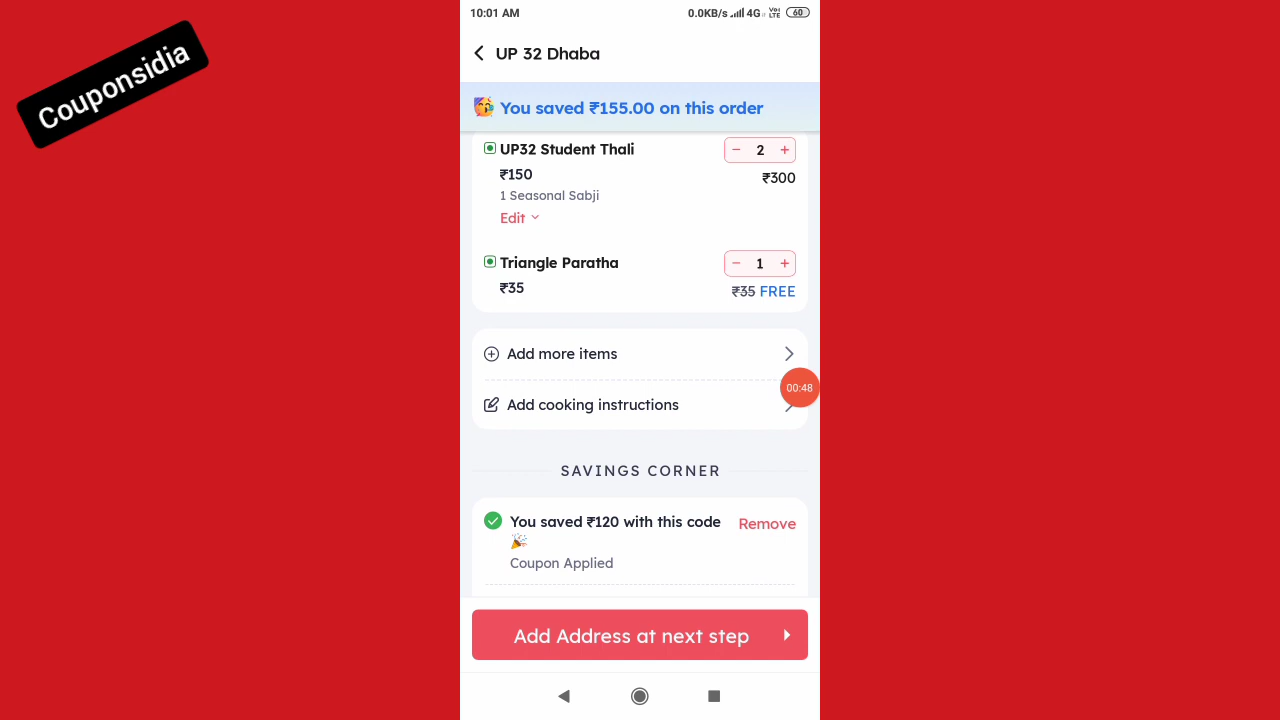 Couponsidia
10:01 AM
0.0KB/s 4G Vo LTE 60
UP 32 Dhaba
You saved ₹155.00 on this order
UP32 Student Thali
− 2 +
₹150
₹300
1 Seasonal Sabji
Edit
Triangle Paratha
− 1 +
₹35
₹35 FREE
Add more items
00:48
Add cooking instructions
SAVINGS CORNER
You saved ₹120 with this code
Remove
Coupon Applied
Add Address at next step